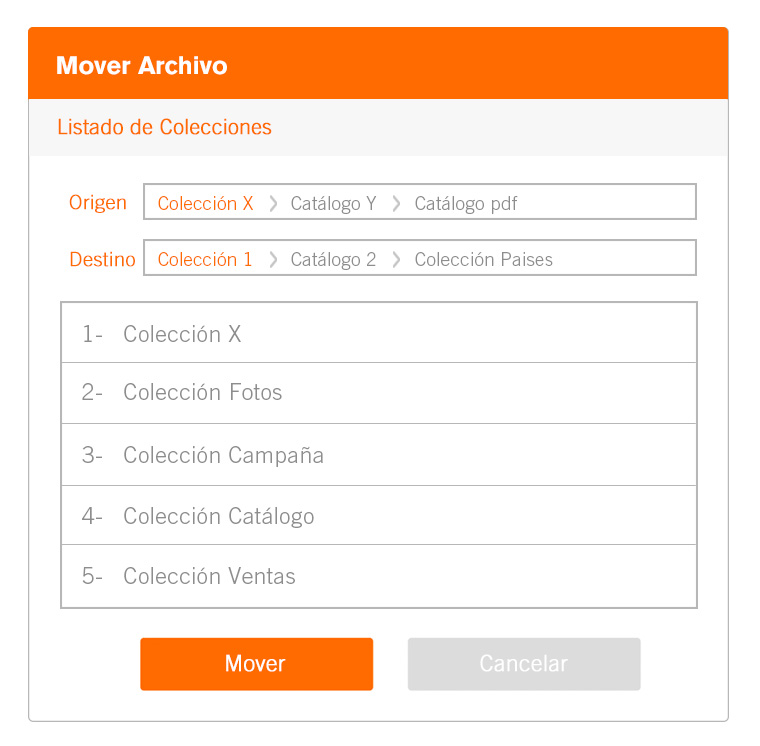 Mover Archivo
Listado de Colecciones
Origen Colección X > Catálogo Y > Catálogo pdf
Destino Colección 1 > Catálogo 2 > Colección Paises
1- Colección X
2- Colección Fotos
3- Colección Campaña
4- Colección Catálogo
5- Colección Ventas
Mover Cancelar